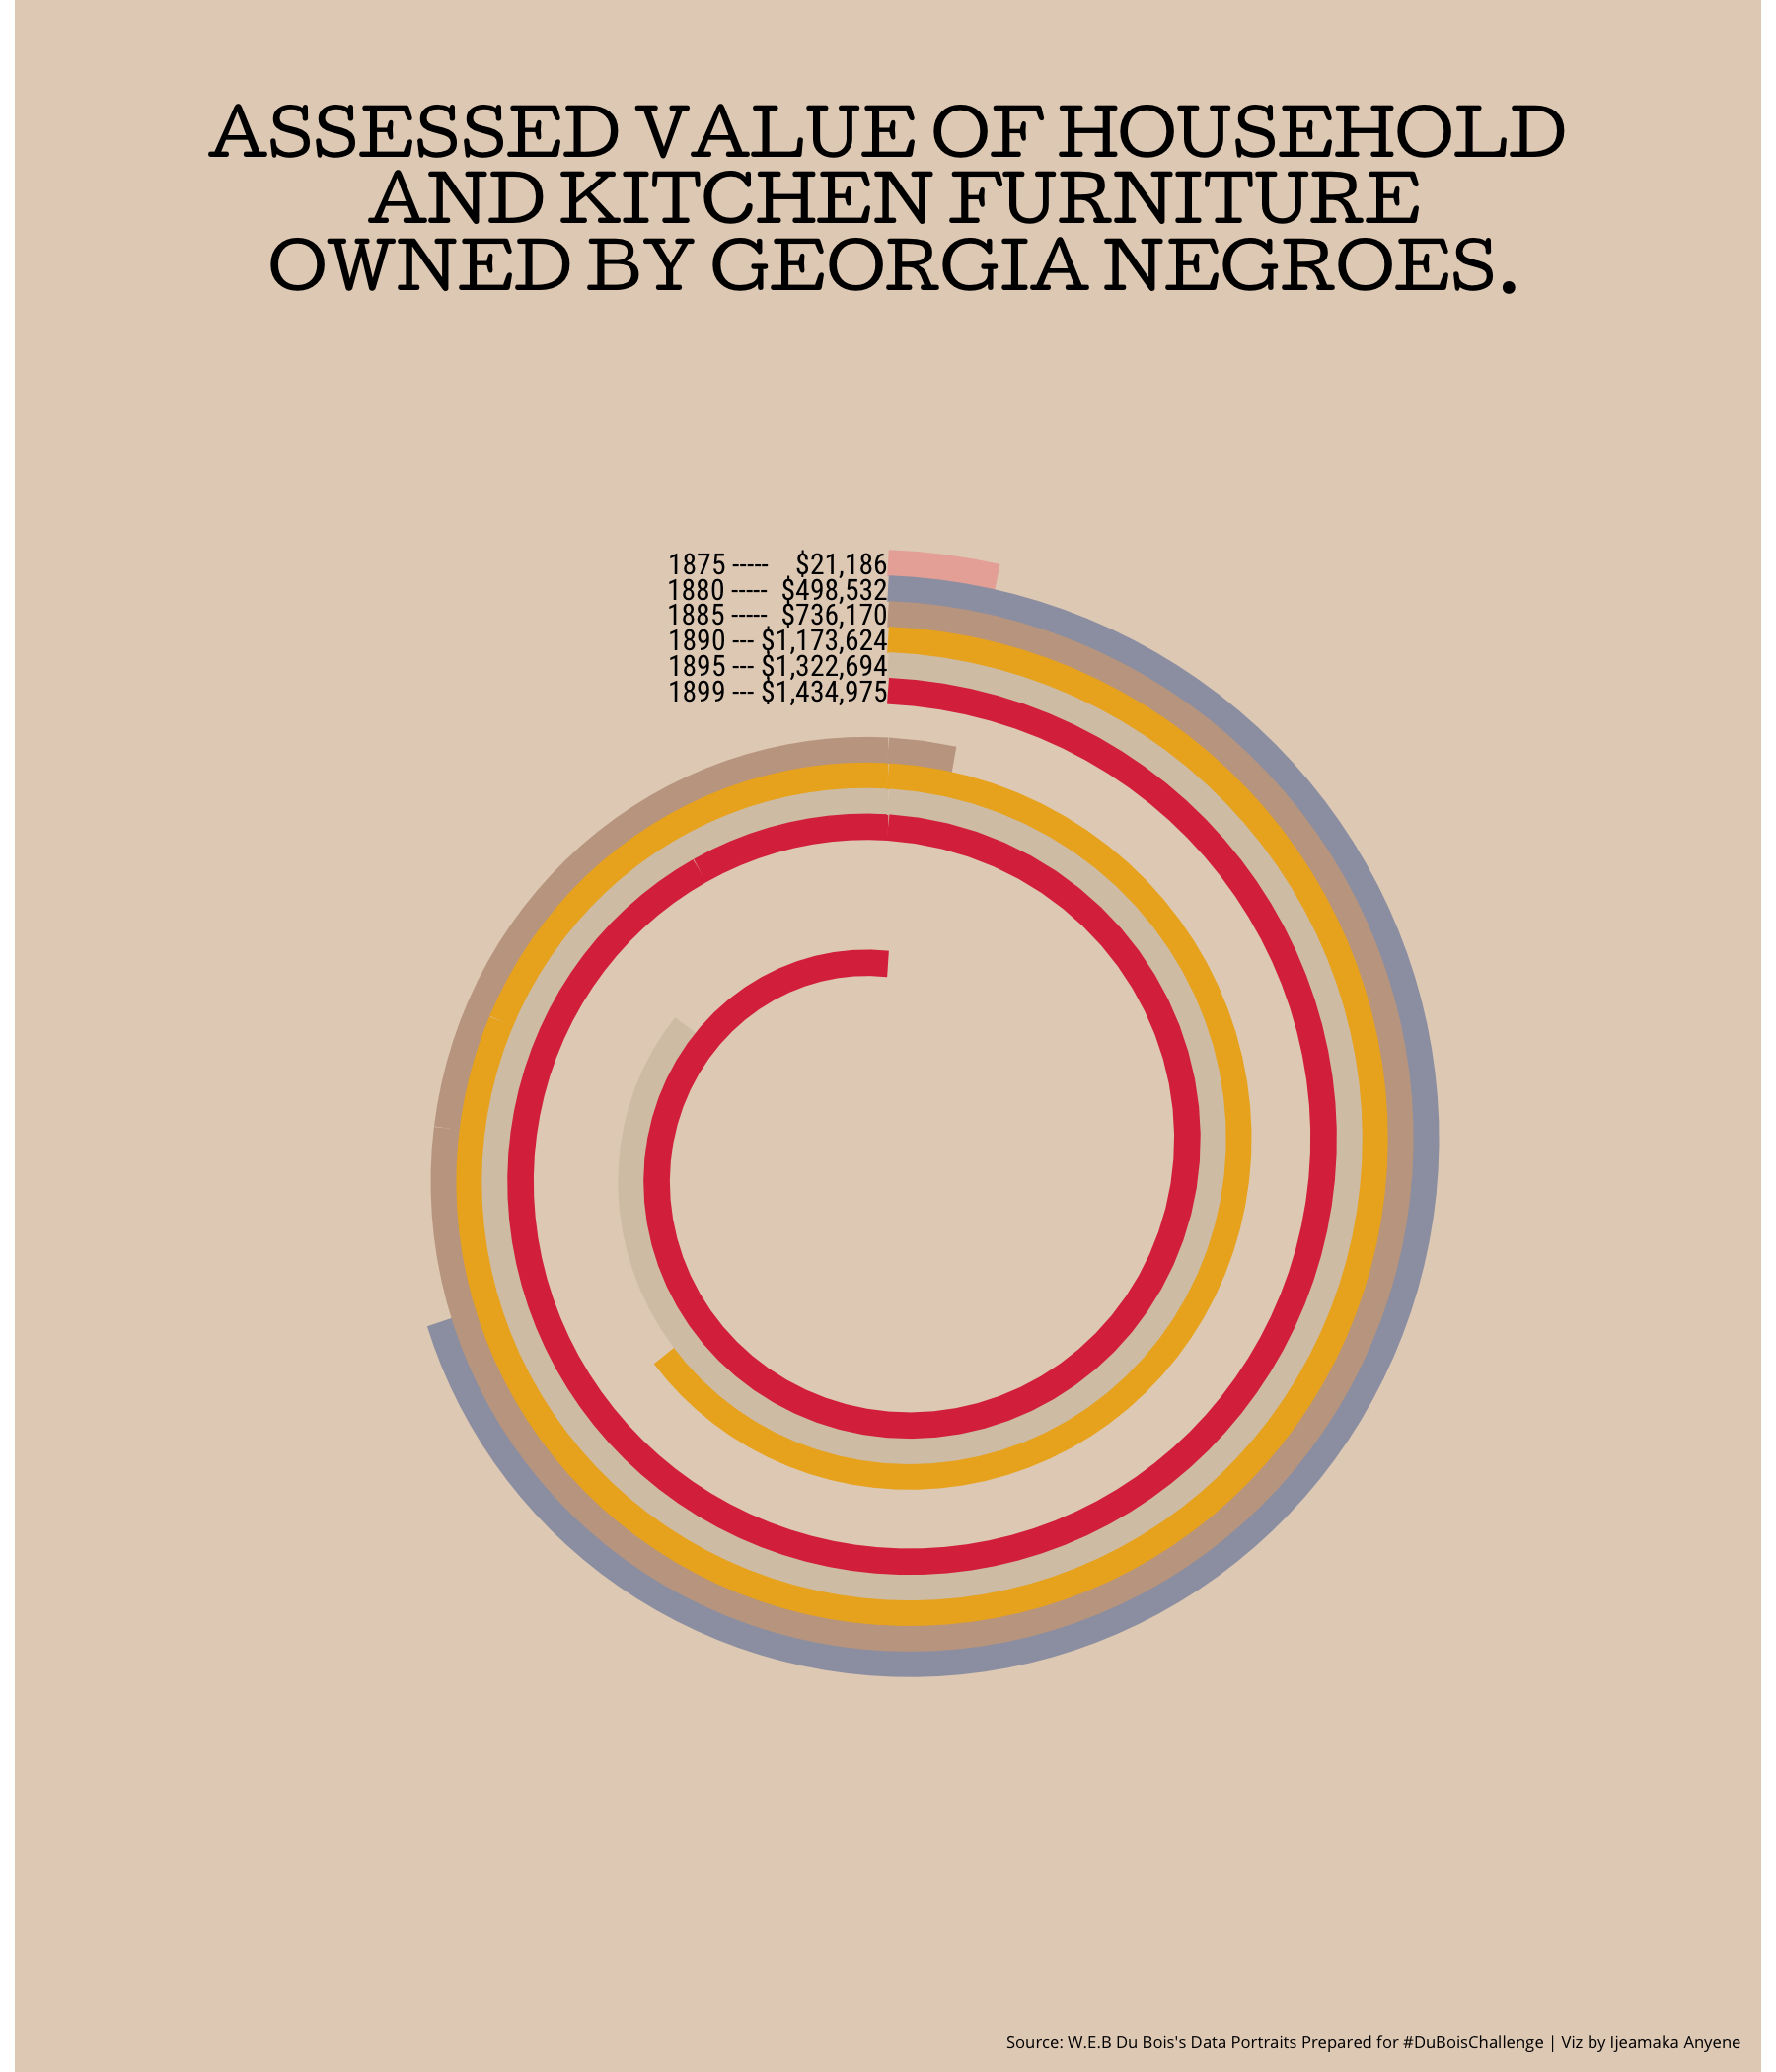 ASSESSED VALUE OF HOUSEHOLD
AND KITCHEN FURNITURE
OWNED BY GEORGIA NEGROES.
1875 ----- $21,186
1880 ----- $498,532
1885 ----- $736,170
1890 --- $1,173,624
1895 --- $1,322,694
1899 --- $1,434,975
Source: W.E.B Du Bois's Data Portraits Prepared for #DuBoisChallenge | Viz by Ijeamaka Anyene